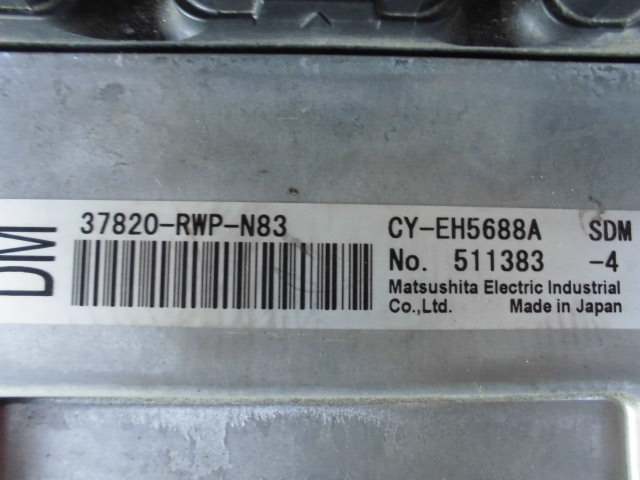 DM
37820-RWP-N83 CY-EH5688A SDM
No. 511383 -4
Matsushita Electric Industrial
Co.,Ltd. Made in Japan